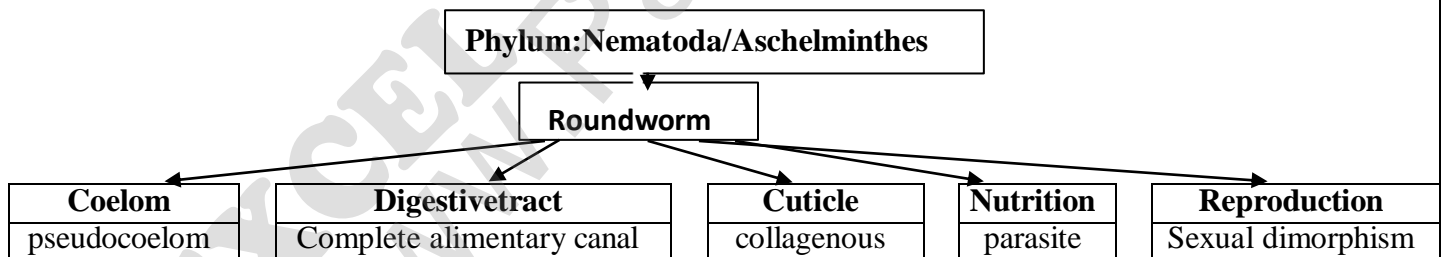 Phylum:Nematoda/Aschelminthes
Roundworm
Coelom
pseudocoelom
Digestivetract
Complete alimentary canal
Cuticle
collagenous
Nutrition
parasite
Reproduction
Sexual dimorphism